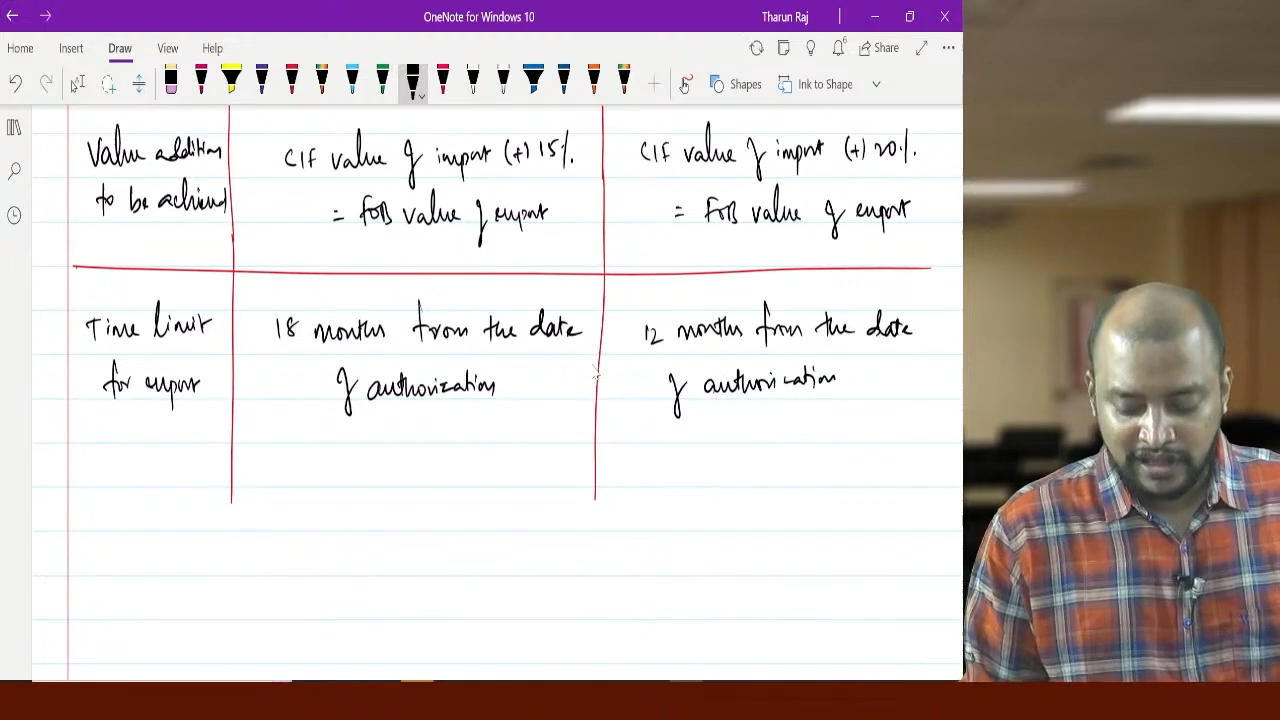 OneNote for Windows 10
Tharun Raj
Home Insert Draw View Help
6
Share
Shapes
Ink to Shape
Value addition
to be achieved
CIF value of import (+) 15%.
= FOB value of export
CIF value of import (+) 20%.
= FOB value of export
Time limit
for export
18 months from the date
of authorization
12 months from the date
of authorization